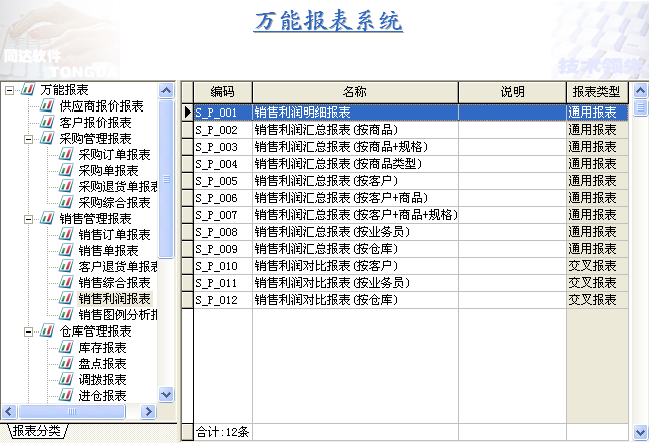 万能报表系统
同达软件
TONGDA
万能报表
供应商报价报表
客户报价报表
采购管理报表
采购订单报表
采购单报表
采购退货单报表
采购综合报表
销售管理报表
销售订单报表
销售单报表
客户退货单报表
销售综合报表
销售利润报表
销售图例分析报
仓库管理报表
库存报表
盘点报表
调拨报表
进仓报表
报表分类
编码 名称 说明 报表类型
S_P_001 销售利润明细报表 通用报表
S_P_002 销售利润汇总报表(按商品) 通用报表
S_P_003 销售利润汇总报表(按商品+规格) 通用报表
S_P_004 销售利润汇总报表(按商品类型) 通用报表
S_P_005 销售利润汇总报表(按客户) 通用报表
S_P_006 销售利润汇总报表(按客户+商品) 通用报表
S_P_007 销售利润汇总报表(按客户+商品+规格) 通用报表
S_P_008 销售利润汇总报表(按业务员) 通用报表
S_P_009 销售利润汇总报表(按仓库) 通用报表
S_P_010 销售利润对比报表(按客户) 交叉报表
S_P_011 销售利润对比报表(按业务员) 交叉报表
S_P_012 销售利润对比报表(按仓库) 交叉报表
合计:12条